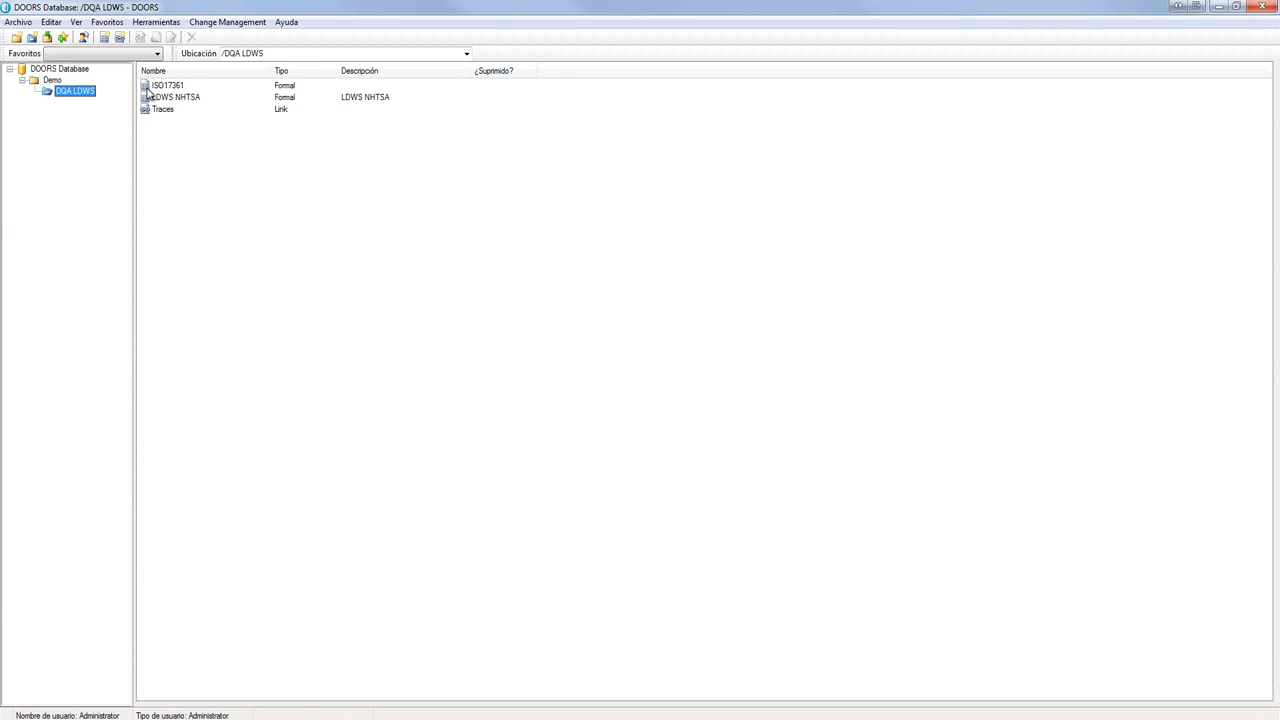 DOORS Database: /DQA LDWS - DOORS
Archivo Editar Ver Favoritos Herramientas Change Management Ayuda
Favoritos Ubicación /DQA LDWS
DOORS Database
Demo
DQA LDWS
Nombre Tipo Descripción ¿Suprimido?
ISO17361 Formal
LDWS NHTSA Formal LDWS NHTSA
Traces Link
Nombre de usuario: Administrator Tipo de usuario: Administrator